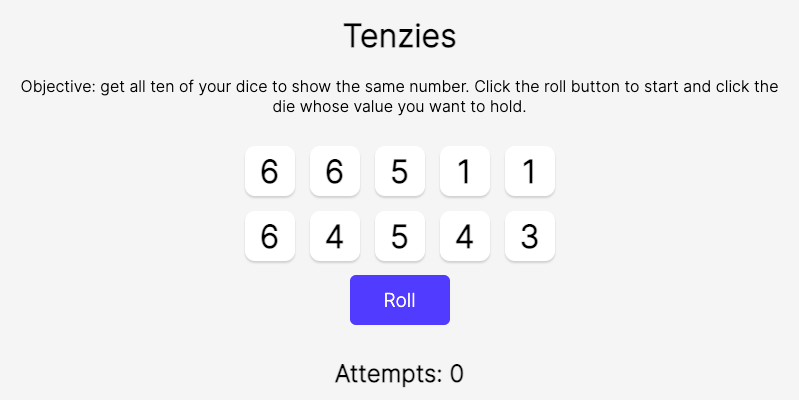 Tenzies
Objective: get all ten of your dice to show the same number. Click the roll button to start and click the
die whose value you want to hold.
6 6 5 1 1
6 4 5 4 3
Roll
Attempts: 0